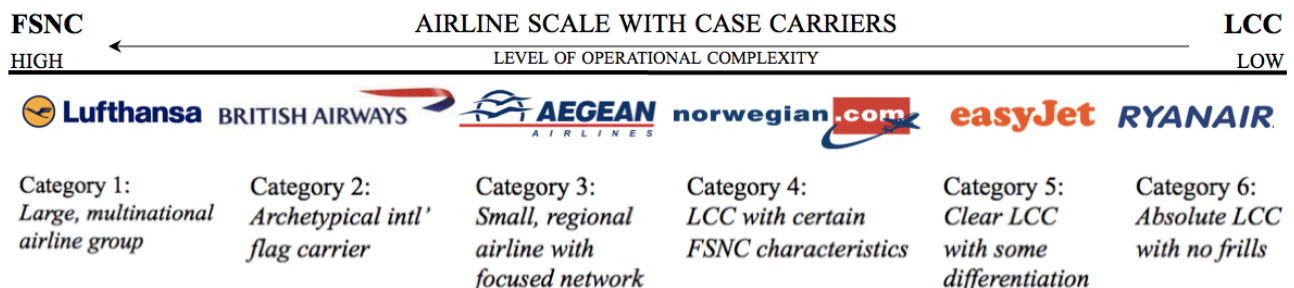 FSNC AIRLINE SCALE WITH CASE CARRIERS LCC
HIGH LEVEL OF OPERATIONAL COMPLEXITY LOW
Lufthansa BRITISH AIRWAYS AEGEAN norwegian.com easyJet RYANAIR.
AIRLINES
Category 1:
Large, multinational
airline group
Category 2:
Archetypical intl’
flag carrier
Category 3:
Small, regional
airline with
focused network
Category 4:
LCC with certain
FSNC characteristics
Category 5:
Clear LCC
with some
differentiation
Category 6:
Absolute LCC
with no frills